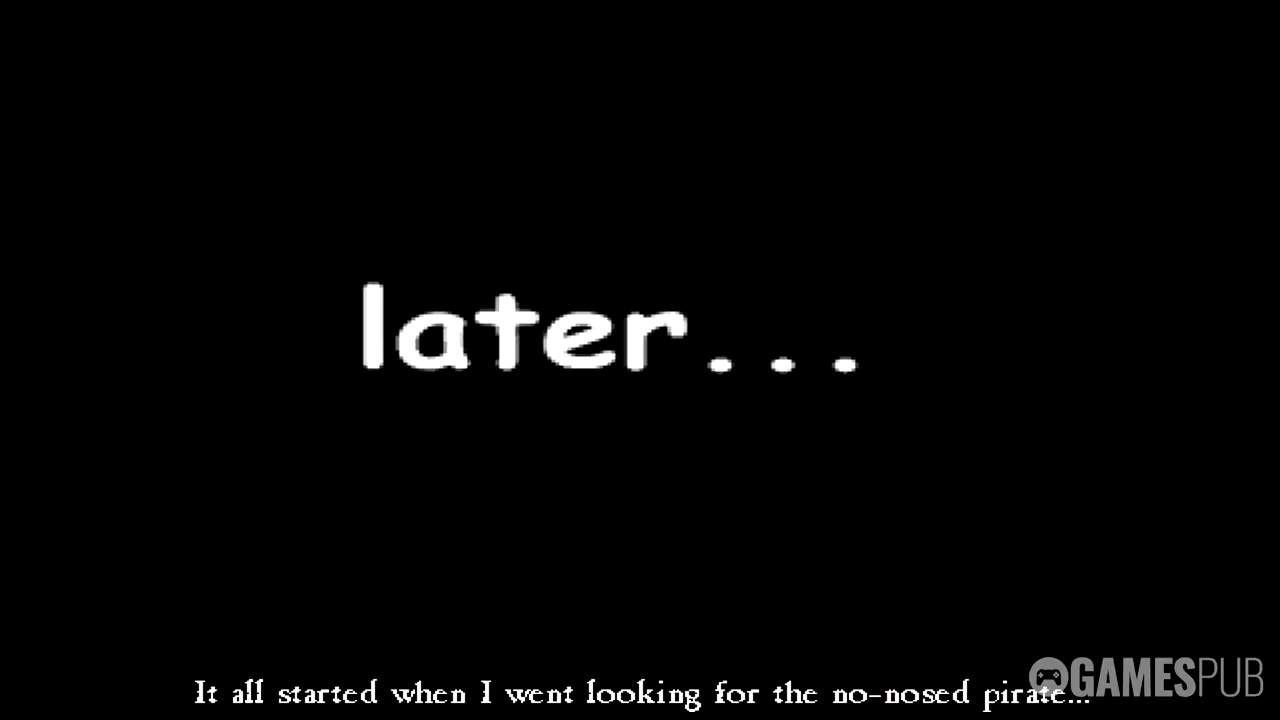 later...
It all started when I went looking for the no-nosed pirate...
GAMESPUB